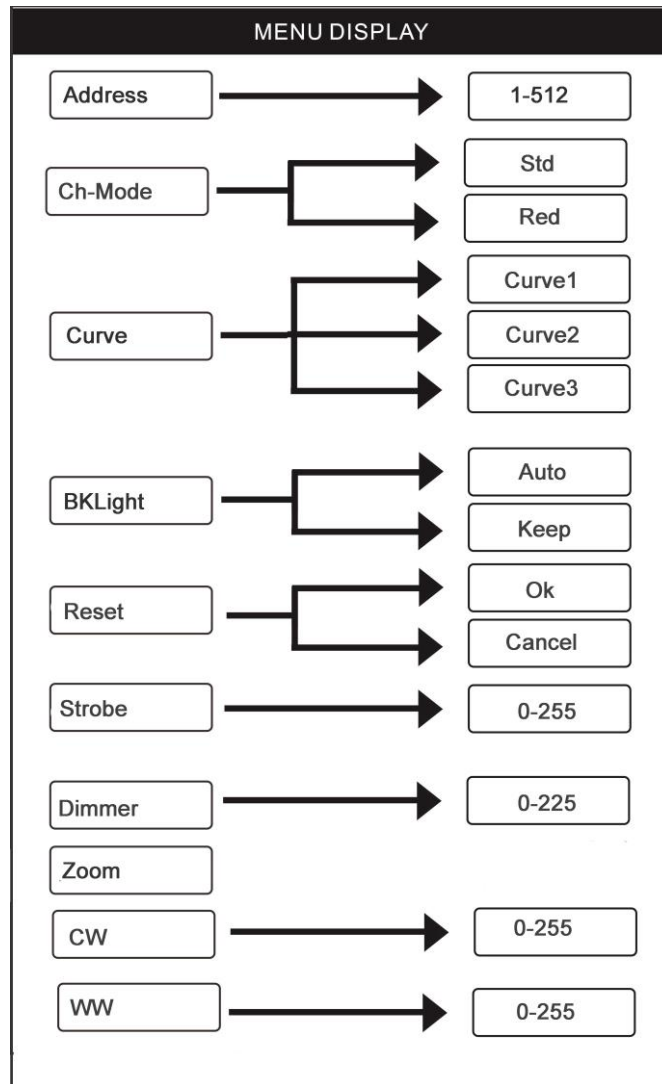 MENU DISPLAY
Address
1-512
Ch-Mode
Std
Red
Curve
Curve1
Curve2
Curve3
BKLight
Auto
Keep
Reset
Ok
Cancel
Strobe
0-255
Dimmer
0-225
Zoom
CW
0-255
WW
0-255